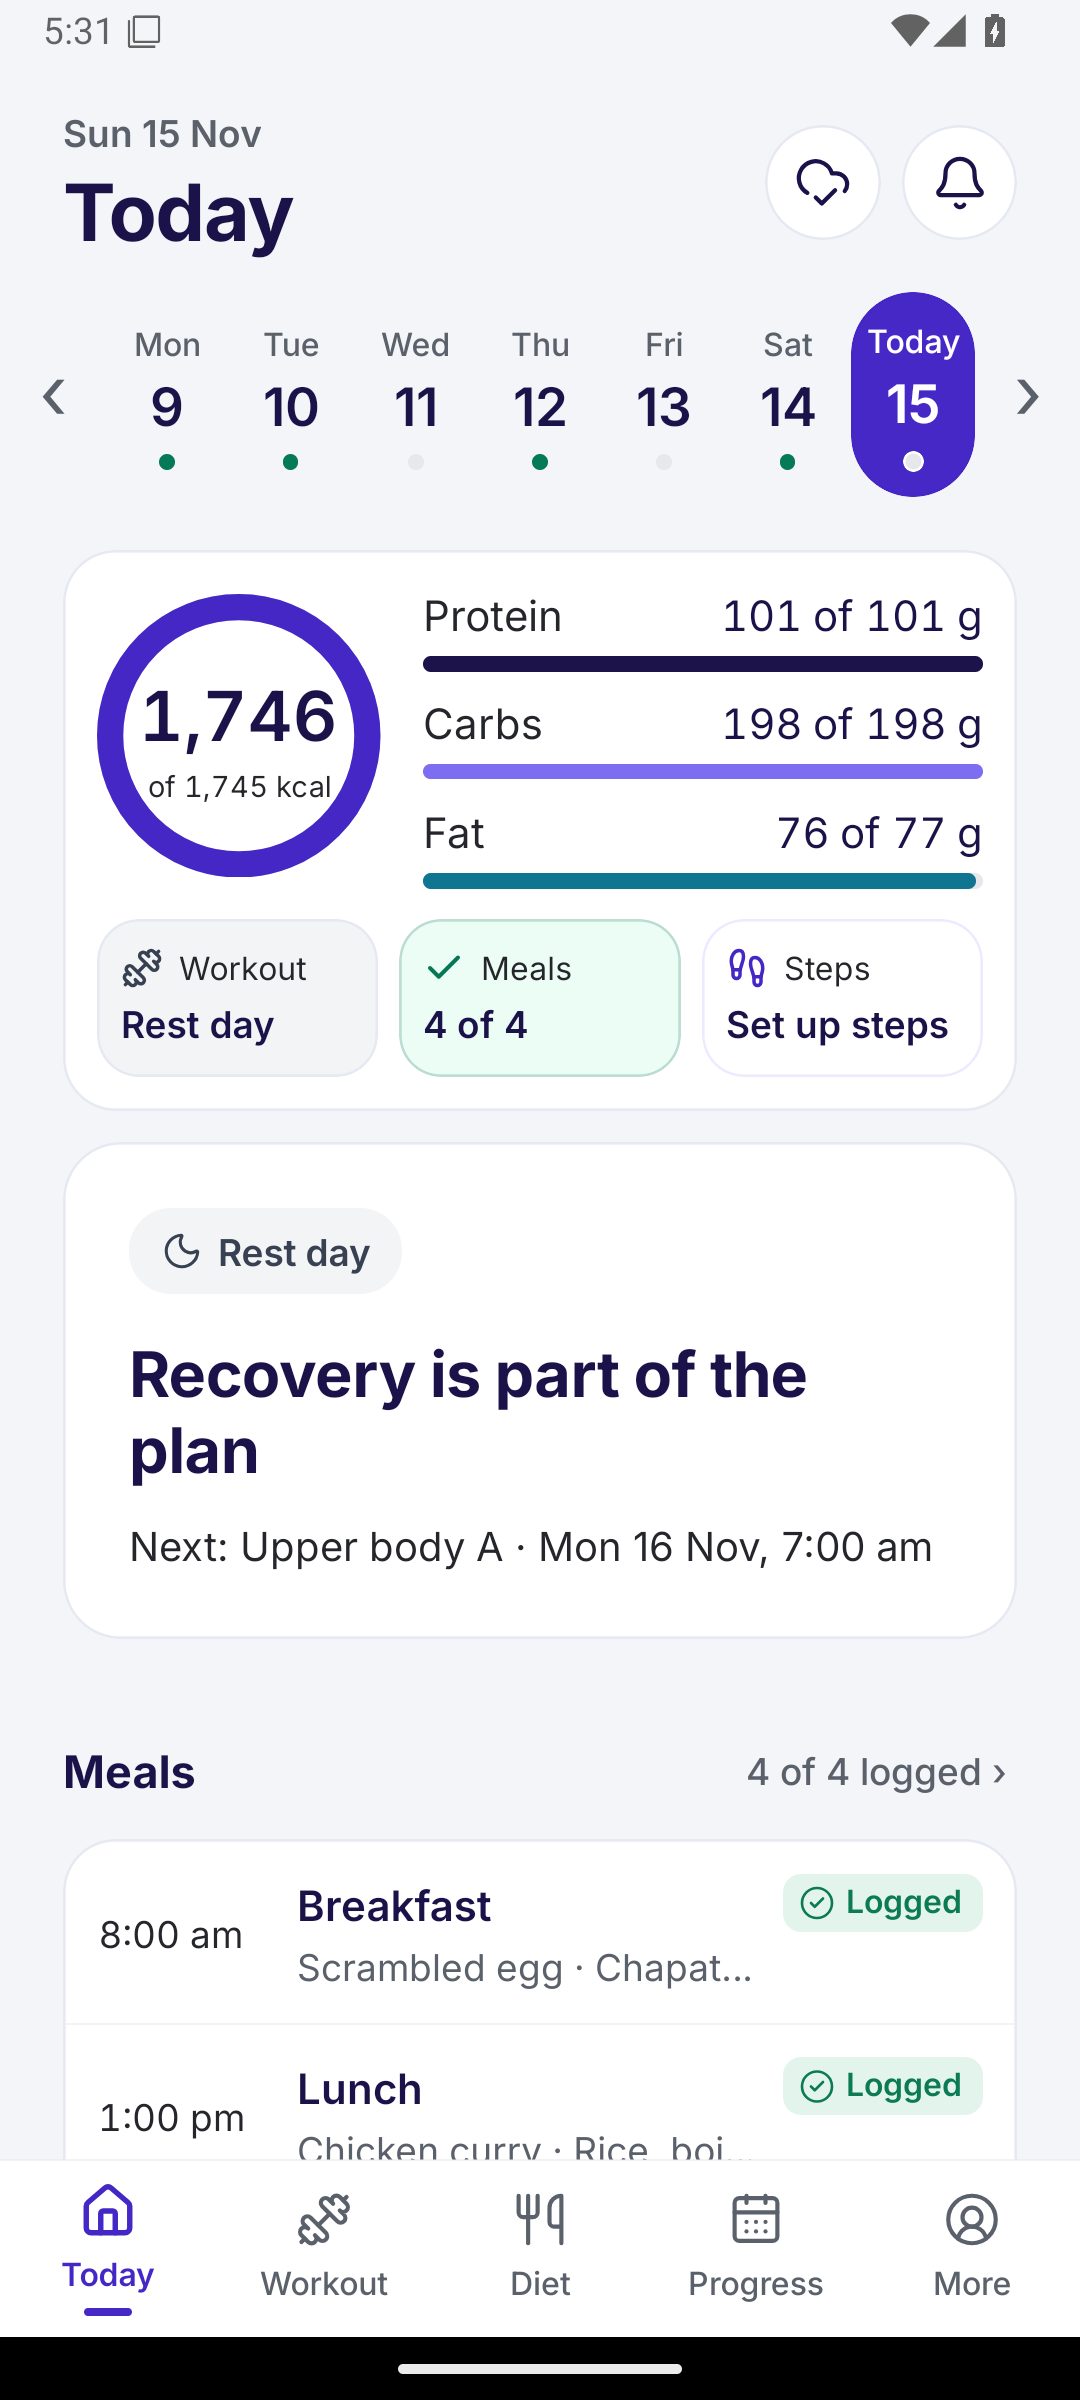 5:31
Sun 15 Nov
Today
Mon Tue Wed Thu Fri Sat Today
9 10 11 12 13 14 15
Protein 101 of 101 g
1,746
of 1,745 kcal
Carbs 198 of 198 g
Fat 76 of 77 g
Workout
Rest day
Meals
4 of 4
Steps
Set up steps
Rest day
Recovery is part of the
plan
Next: Upper body A · Mon 16 Nov, 7:00 am
Meals 4 of 4 logged ›
8:00 am
Breakfast
Logged
Scrambled egg · Chapat...
1:00 pm
Lunch
Logged
Chicken curry · Rice, boi...
Today Workout Diet Progress More